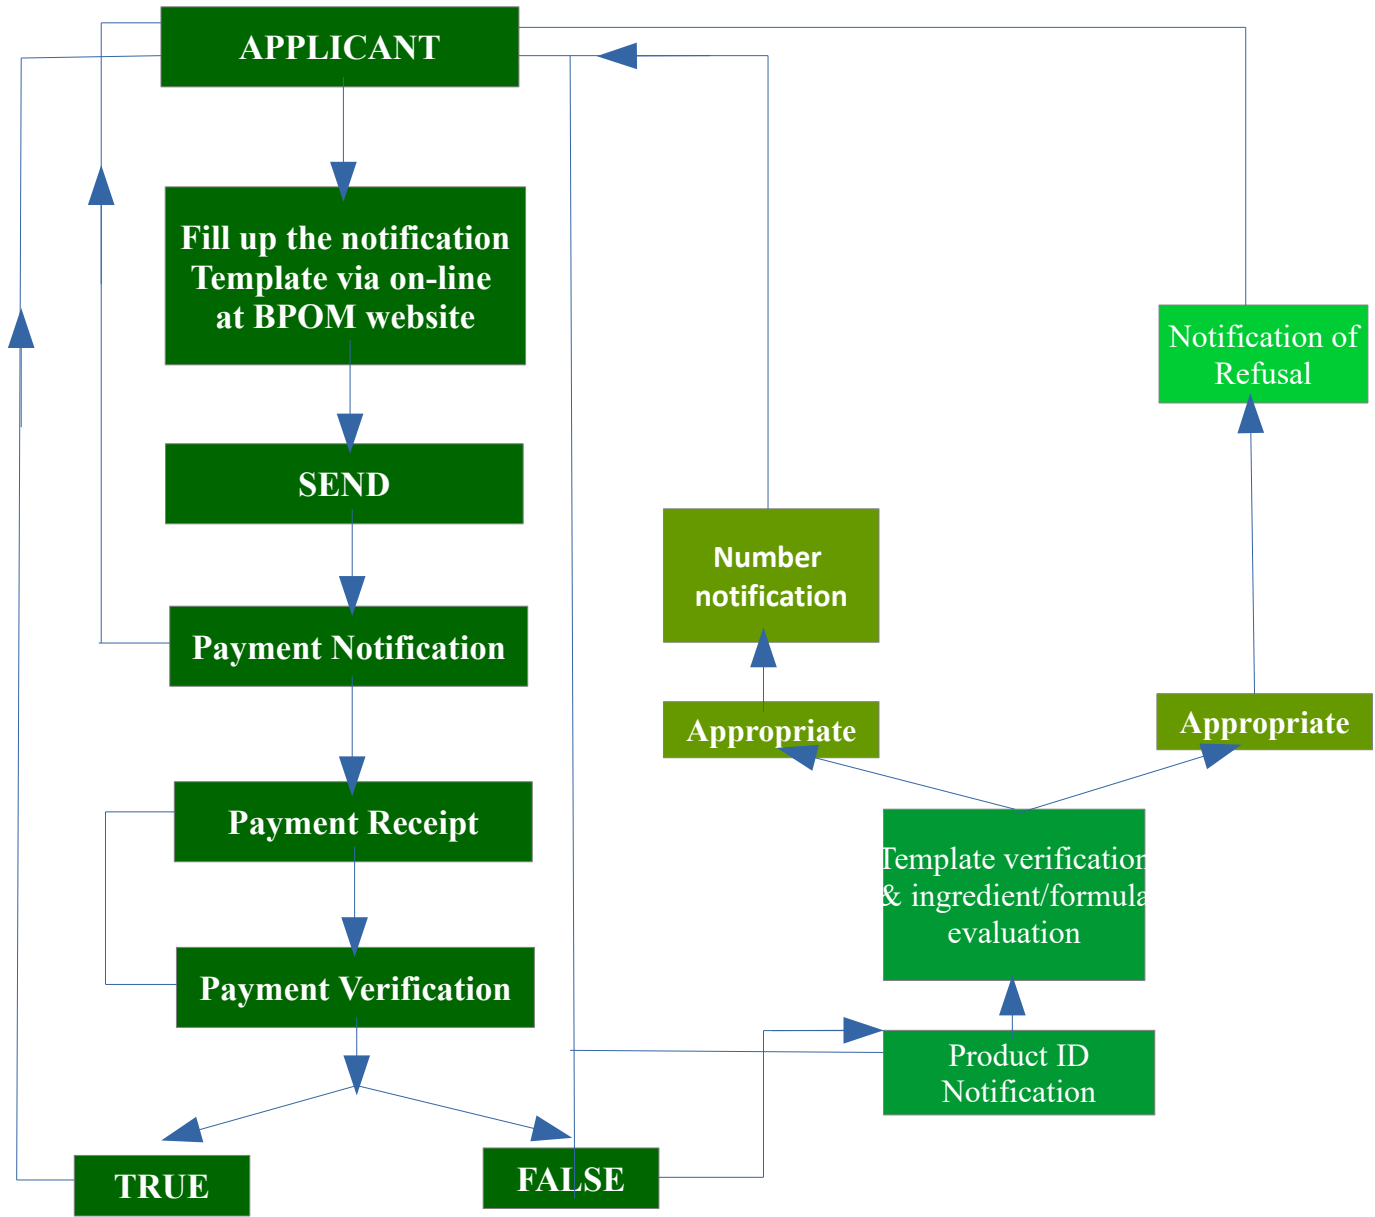 APPLICANT
Fill up the notification
Template via on-line
at BPOM website
SEND
Payment Notification
Payment Receipt
Payment Verification
TRUE
FALSE
Number
notification
Appropriate
Notification of
Refusal
Appropriate
Template verification
& ingredient/formula
evaluation
Product ID
Notification